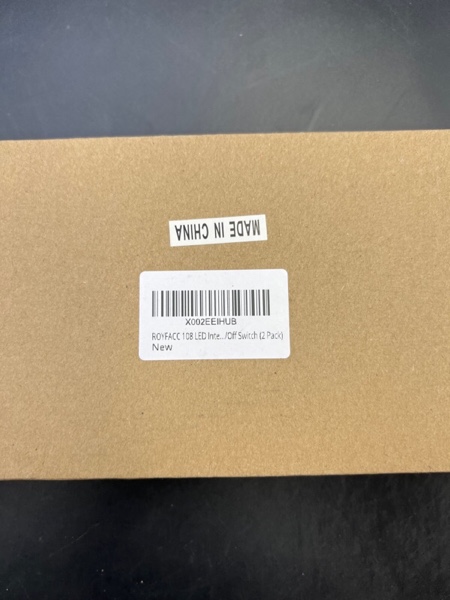 MADE IN CHINA
X002EEIHUB
ROYFACC 108 LED Inte.../Off Switch (2 Pack)
New